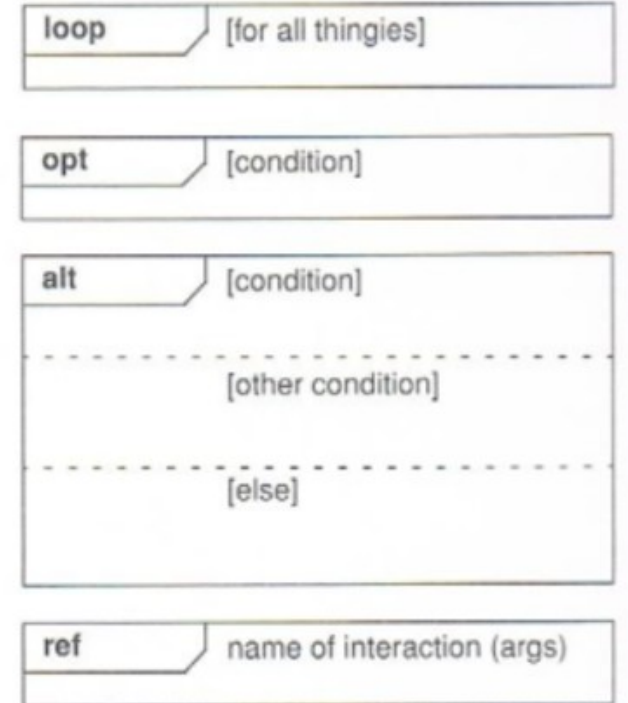 loop [for all thingies]
opt [condition]
alt [condition]
[other condition]
[else]
ref name of interaction (args)